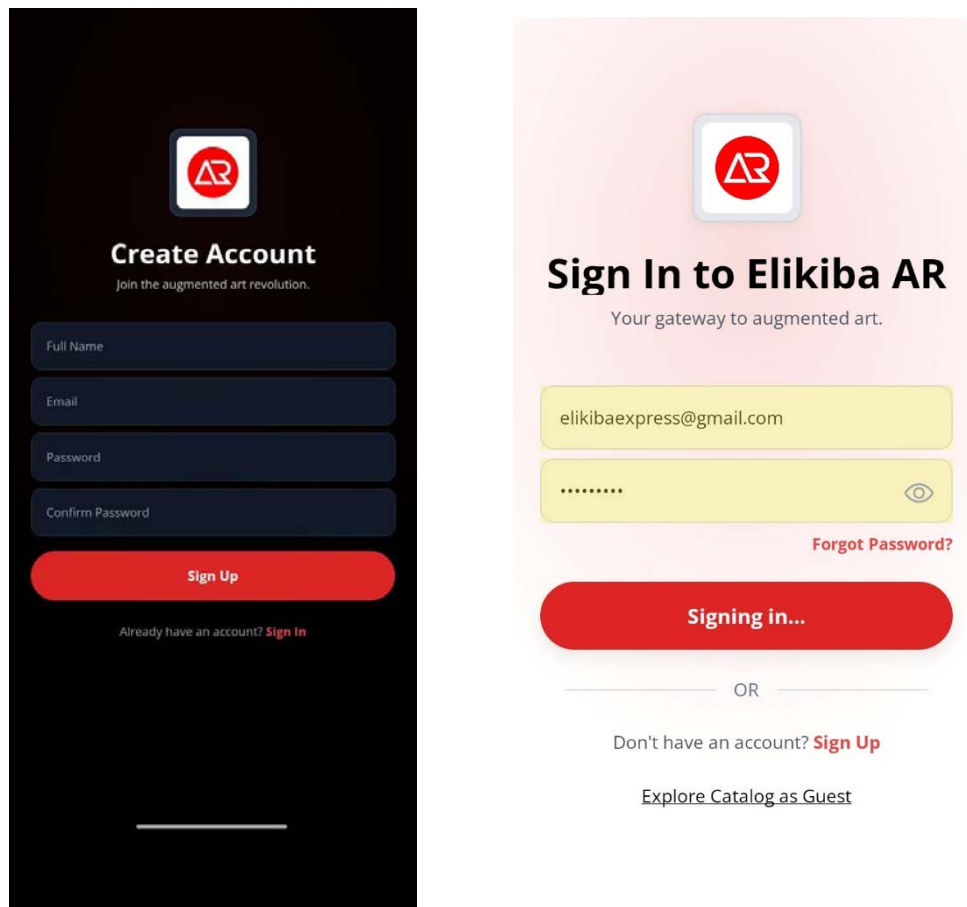 AR
Create Account
Join the augmented art revolution.
Full Name
Email
Password
Confirm Password
Sign Up
Already have an account? Sign In
AR
Sign In to Elikiba AR
Your gateway to augmented art.
elikibaexpress@gmail.com
•••••••••
Forgot Password?
Signing in...
OR
Don't have an account? Sign Up
Explore Catalog as Guest